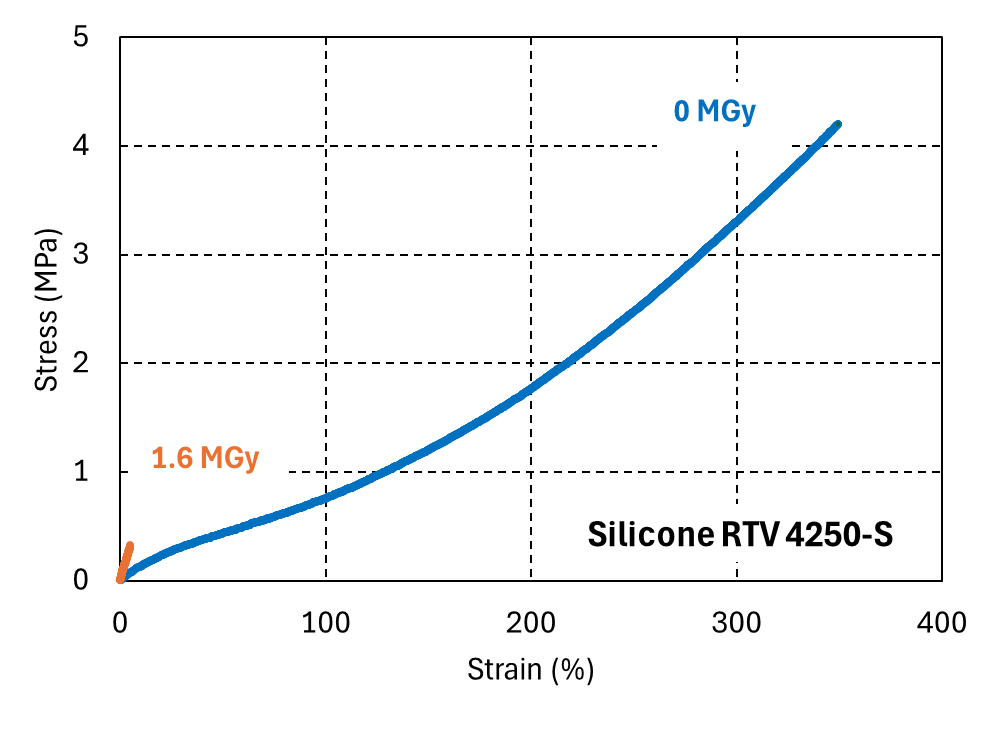 5
4
3
2
1
0
Stress (MPa)
0 MGy
1.6 MGy
Silicone RTV 4250-S
0 100 200 300 400
Strain (%)